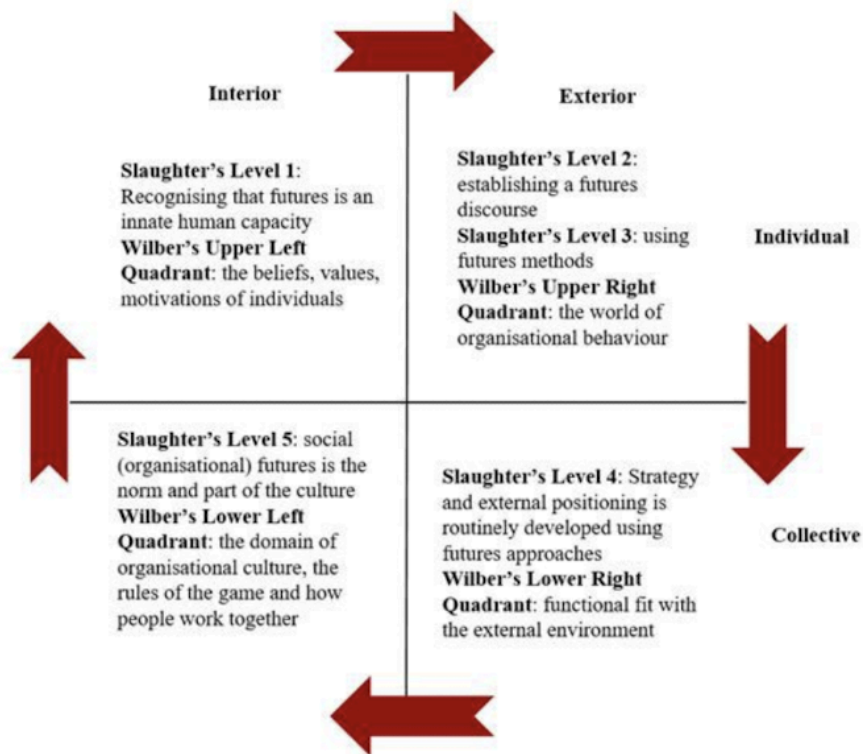 Interior
Exterior
Slaughter's Level 1:
Recognising that futures is an
innate human capacity
Wilber's Upper Left
Quadrant: the beliefs, values,
motivations of individuals
Slaughter's Level 2:
establishing a futures
discourse
Slaughter's Level 3: using
futures methods
Wilber's Upper Right
Quadrant: the world of
organisational behaviour
Individual
Slaughter's Level 5: social
(organisational) futures is the
norm and part of the culture
Wilber's Lower Left
Quadrant: the domain of
organisational culture, the
rules of the game and how
people work together
Slaughter's Level 4: Strategy
and external positioning is
routinely developed using
futures approaches
Wilber's Lower Right
Quadrant: functional fit with
the external environment
Collective